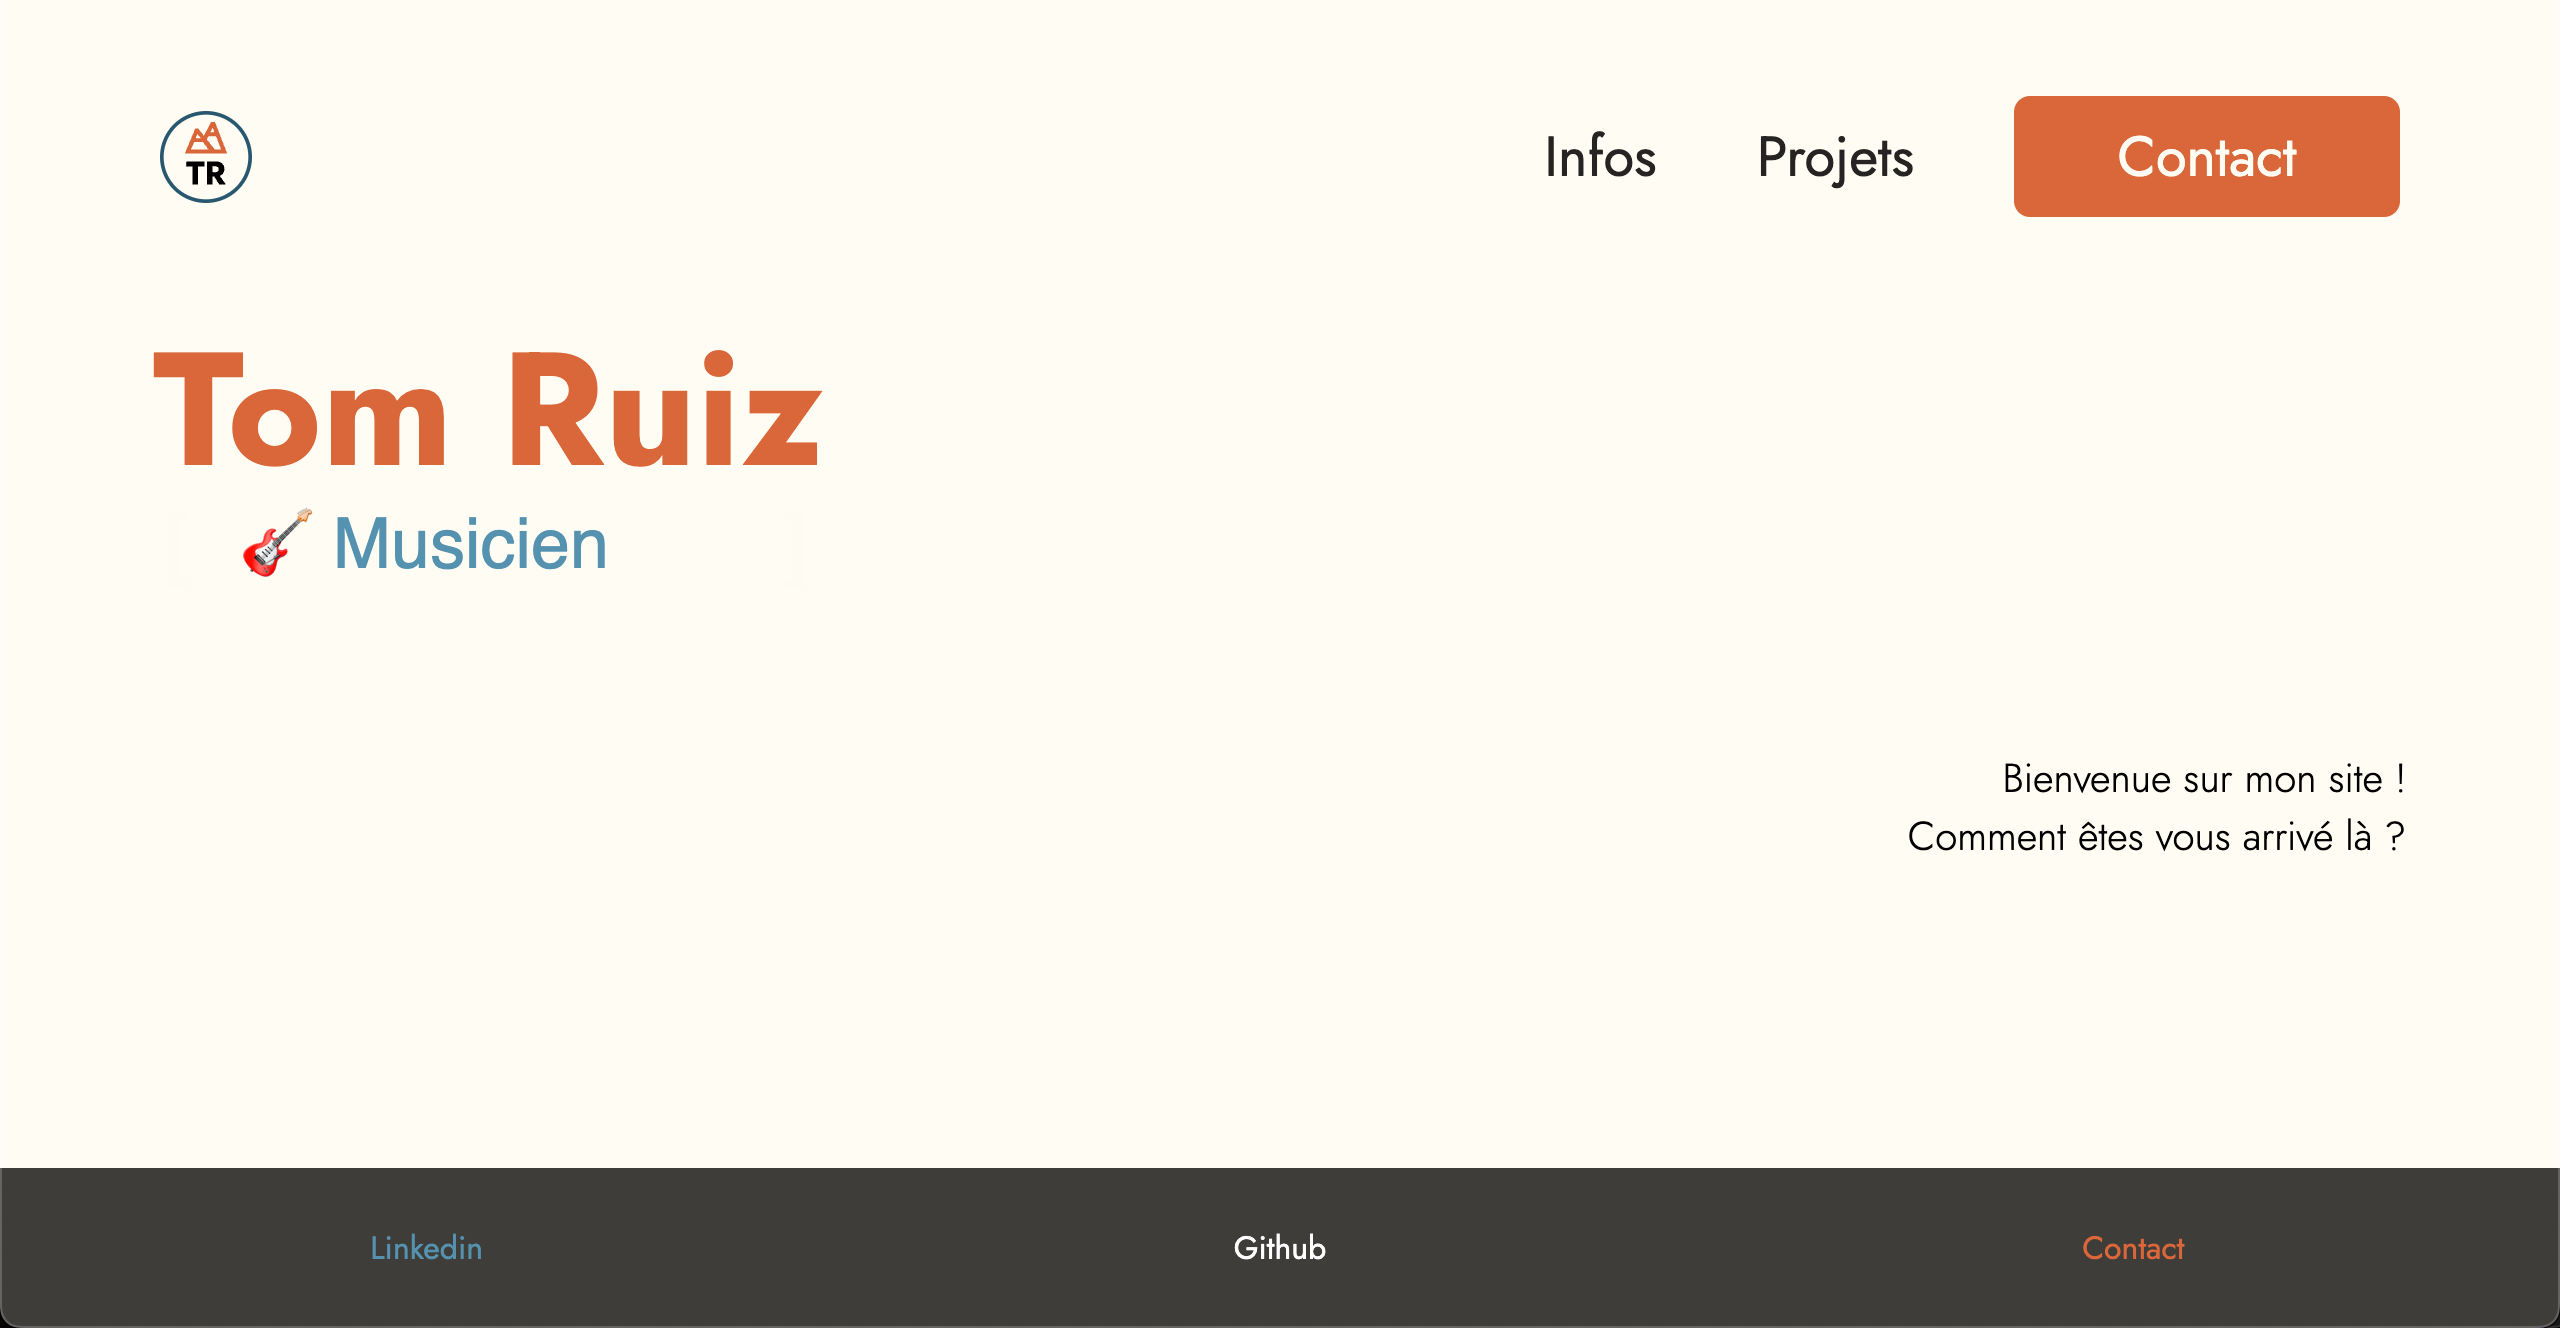 TR
Infos
Projets
Contact
Tom Ruiz
🎸 Musicien
Bienvenue sur mon site !
Comment êtes vous arrivé là ?
Linkedin
Github
Contact